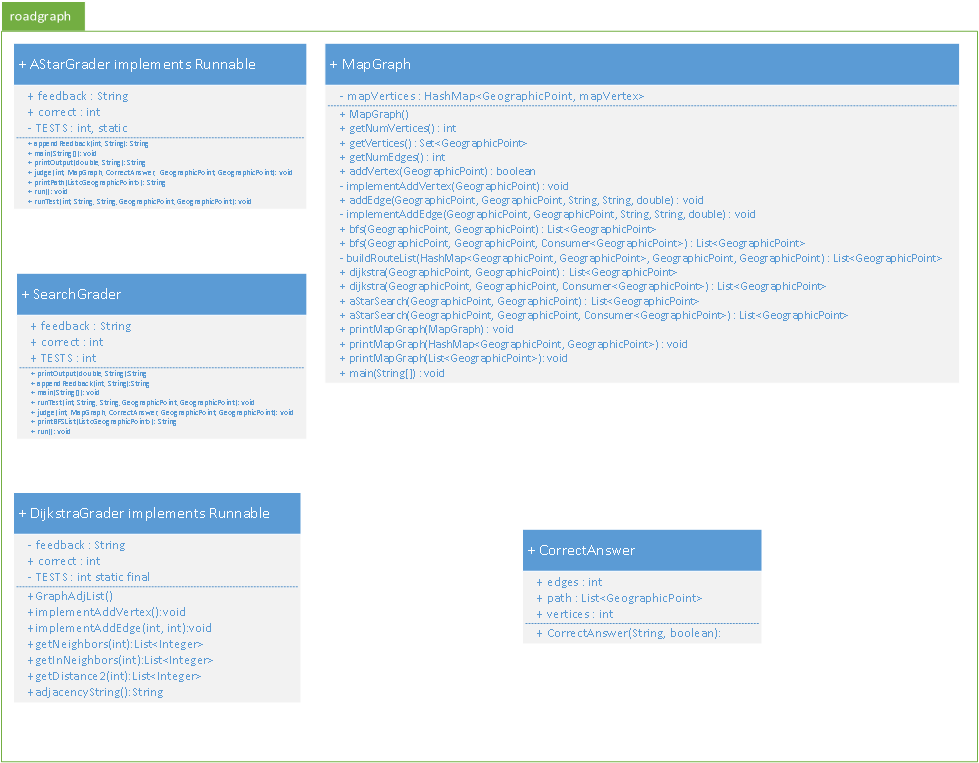 roadgraph
+ AStarGrader implements Runnable
+ feedback : String
+ correct : int
- TESTS : int, static
+ appendFeedback(int, String): String
+ main(String[]): void
+ printOutput(double, String): String
+ judge(int, MapGraph, CorrectAnswer, GeographicPoint, GeographicPoint): void
+ printPath(List<GeographicPoint>): String
+ run(): void
+ runTest(int, String, String, GeographicPoint, GeographicPoint): void
+ MapGraph
- mapVertices : HashMap<GeographicPoint, mapVertex>
+ MapGraph()
+ getNumVertices() : int
+ getVertices() : Set<GeographicPoint>
+ getNumEdges() : int
+ addVertex(GeographicPoint) : boolean
- implementAddVertex(GeographicPoint) : void
+ addEdge(GeographicPoint, GeographicPoint, String, String, double) : void
- implementAddEdge(GeographicPoint, GeographicPoint, String, String, double) : void
+ bfs(GeographicPoint, GeographicPoint) : List<GeographicPoint>
+ bfs(GeographicPoint, GeographicPoint, Consumer<GeographicPoint>) : List<GeographicPoint>
- buildRouteList(HashMap<GeographicPoint, GeographicPoint>, GeographicPoint, GeographicPoint) : List<GeographicPoint>
+ dijkstra(GeographicPoint, GeographicPoint) : List<GeographicPoint>
+ dijkstra(GeographicPoint, GeographicPoint, Consumer<GeographicPoint>) : List<GeographicPoint>
+ aStarSearch(GeographicPoint, GeographicPoint) : List<GeographicPoint>
+ aStarSearch(GeographicPoint, GeographicPoint, Consumer<GeographicPoint>) : List<GeographicPoint>
+ printMapGraph(MapGraph) : void
+ printMapGraph(HashMap<GeographicPoint, GeographicPoint>) : void
+ printMapGraph(List<GeographicPoint>): void
+ main(String[]) : void
+ SearchGrader
+ feedback : String
+ correct : int
+ TESTS : int
+ printOutput(double, String):String
+ appendFeedback(int, String):String
+ main(String[]): void
+ runTest(int, String, String, GeographicPoint, GeographicPoint): void
+ judge(int, MapGraph, CorrectAnswer, GeographicPoint, GeographicPoint): void
+ printBFSList(List<GeographicPoint>): String
+ run(): void
+ DijkstraGrader implements Runnable
- feedback : String
+ correct : int
- TESTS : int static final
+GraphAdjList()
+implementAddVertex():void
+implementAddEdge(int, int):void
+getNeighbors(int):List<Integer>
+getInNeighbors(int):List<Integer>
+getDistance2(int):List<Integer>
+adjacencyString():String
+ CorrectAnswer
+ edges : int
+ path : List<GeographicPoint>
+ vertices : int
+ CorrectAnswer(String, boolean):